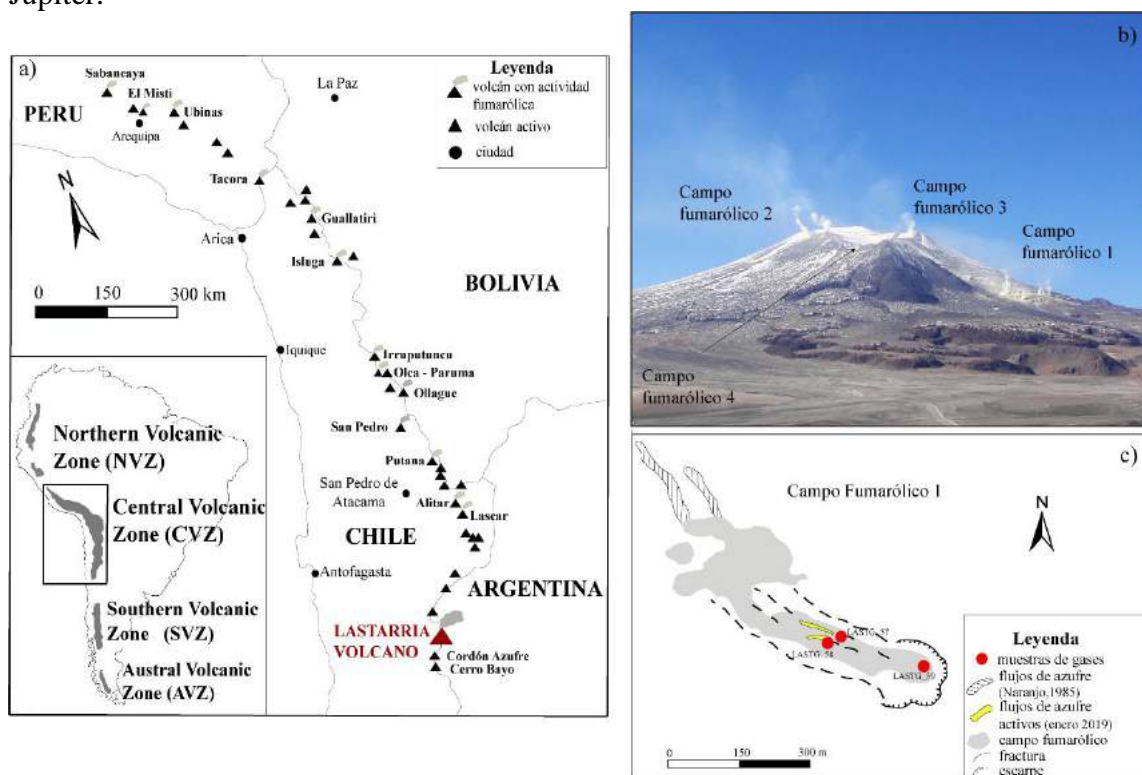 Júpiter.
a)
Sabancaya
El Misti
PERU
Ubinas
Arequipa
La Paz
Leyenda
volcán con actividad
fumarólica
volcán activo
ciudad
N
Tacora
Guallatiri
Arica
Isluga
0 150 300 km
BOLIVIA
Iquique
Irruputuncu
Olca - Paruma
Ollague
San Pedro
Putana
San Pedro de
Atacama
Alitar
Lascar
CHILE
Antofagasta
ARGENTINA
LASTARRIA
VOLCANO
Cordón Azufre
Cerro Bayo
Northern Volcanic
Zone (NVZ)
Central Volcanic
Zone (CVZ)
Southern Volcanic
Zone (SVZ)
Austral Volcanic
Zone (AVZ)
b)
Campo
fumarólico 2
Campo
fumarólico 3
Campo
fumarólico 1
Campo
fumarólico 4
c)
Campo Fumarólico 1
N
LASTG_57
LASTG_58
LASTG_59
Leyenda
muestras de gases
flujos de azufre
(Naranjo,1985)
flujos de azufre
activos (enero 2019)
campo fumarólico
fractura
escarpe
0 150 300 m